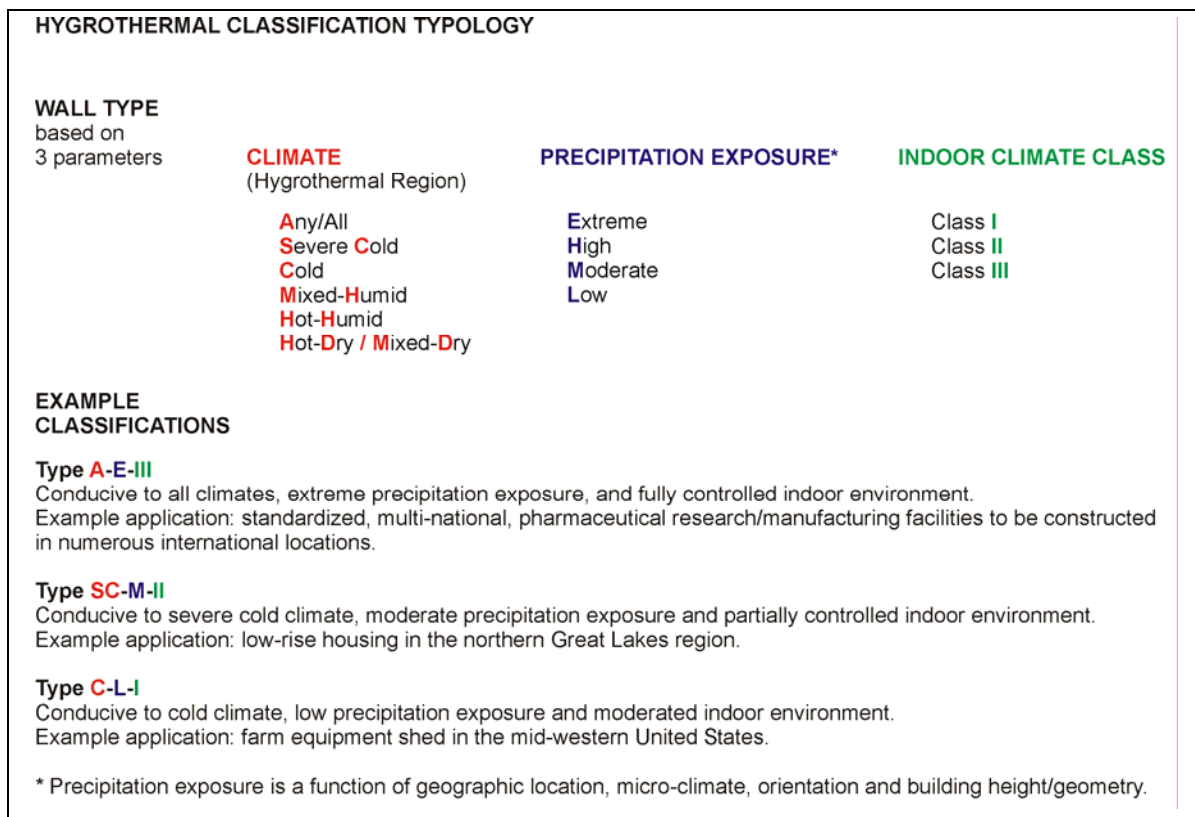 HYGROTHERMAL CLASSIFICATION TYPOLOGY
WALL TYPE
based on
3 parameters
CLIMATE
(Hygrothermal Region)
Any/All
Severe Cold
Cold
Mixed-Humid
Hot-Humid
Hot-Dry / Mixed-Dry
PRECIPITATION EXPOSURE*
Extreme
High
Moderate
Low
INDOOR CLIMATE CLASS
Class I
Class II
Class III
EXAMPLE
CLASSIFICATIONS
Type A-E-III
Conducive to all climates, extreme precipitation exposure, and fully controlled indoor environment.
Example application: standardized, multi-national, pharmaceutical research/manufacturing facilities to be constructed
in numerous international locations.
Type SC-M-II
Conducive to severe cold climate, moderate precipitation exposure and partially controlled indoor environment.
Example application: low-rise housing in the northern Great Lakes region.
Type C-L-I
Conducive to cold climate, low precipitation exposure and moderated indoor environment.
Example application: farm equipment shed in the mid-western United States.
* Precipitation exposure is a function of geographic location, micro-climate, orientation and building height/geometry.